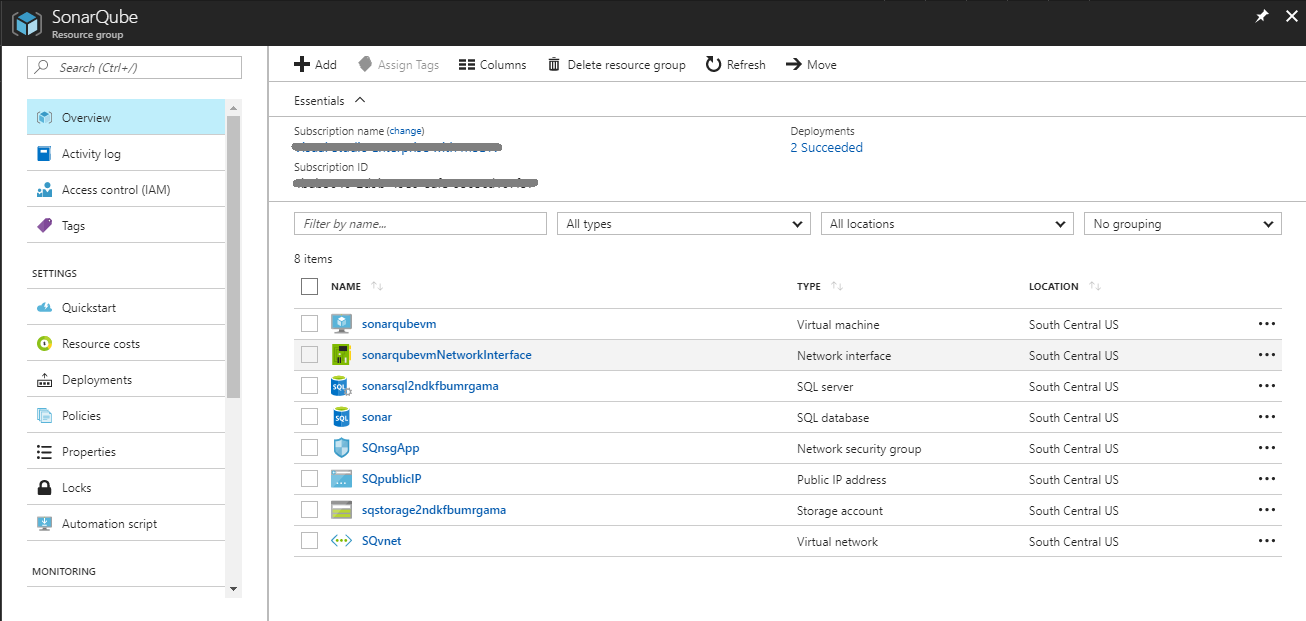 SonarQube
Resource group
Search (Ctrl+/)
Overview
Activity log
Access control (IAM)
Tags
SETTINGS
Quickstart
Resource costs
Deployments
Policies
Properties
Locks
Automation script
MONITORING
Add Assign Tags Columns Delete resource group Refresh Move
Essentials
Subscription name (change) Deployments
2 Succeeded
Subscription ID
Filter by name... All types All locations No grouping
8 items
NAME TYPE LOCATION
sonarqubevm Virtual machine South Central US
sonarqubevmNetworkInterface Network interface South Central US
sonarsql2ndkfbumrgama SQL server South Central US
sonar SQL database South Central US
SQnsgApp Network security group South Central US
SQpublicIP Public IP address South Central US
sqstorage2ndkfbumrgama Storage account South Central US
SQvnet Virtual network South Central US